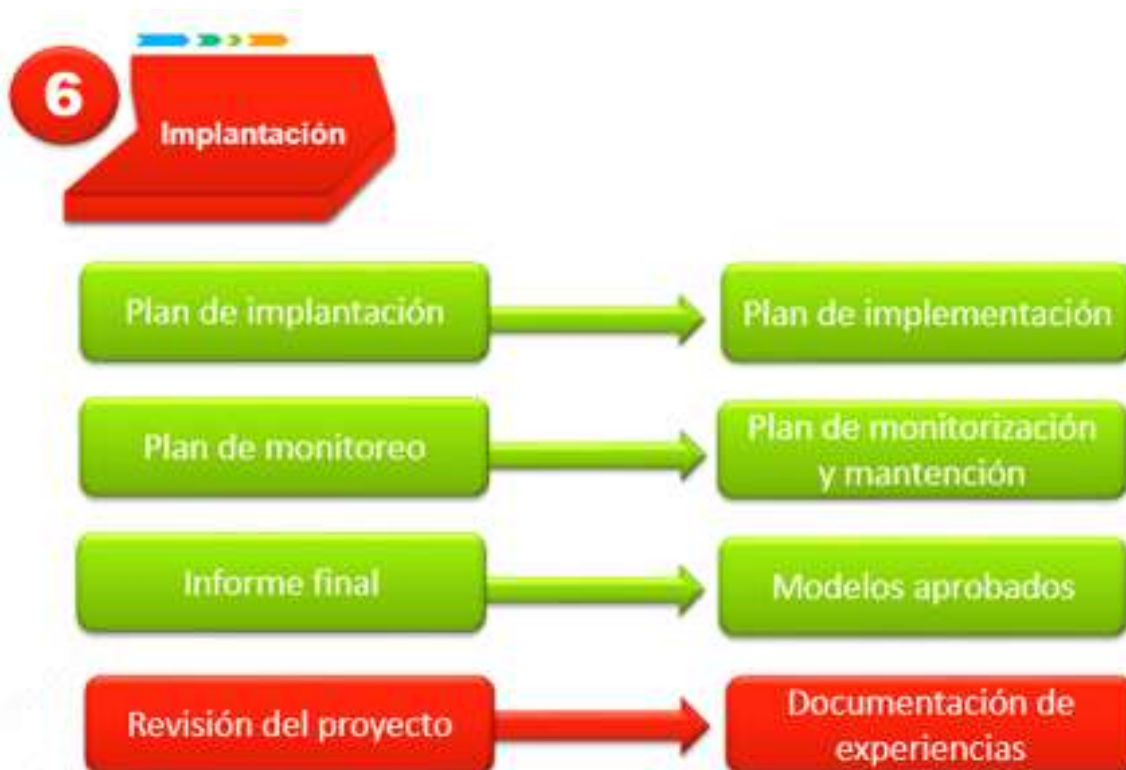 6
Implantación
Plan de implantación
Plan de implementación
Plan de monitoreo
Plan de monitorización
y mantención
Informe final
Modelos aprobados
Revisión del proyecto
Documentación de
experiencias